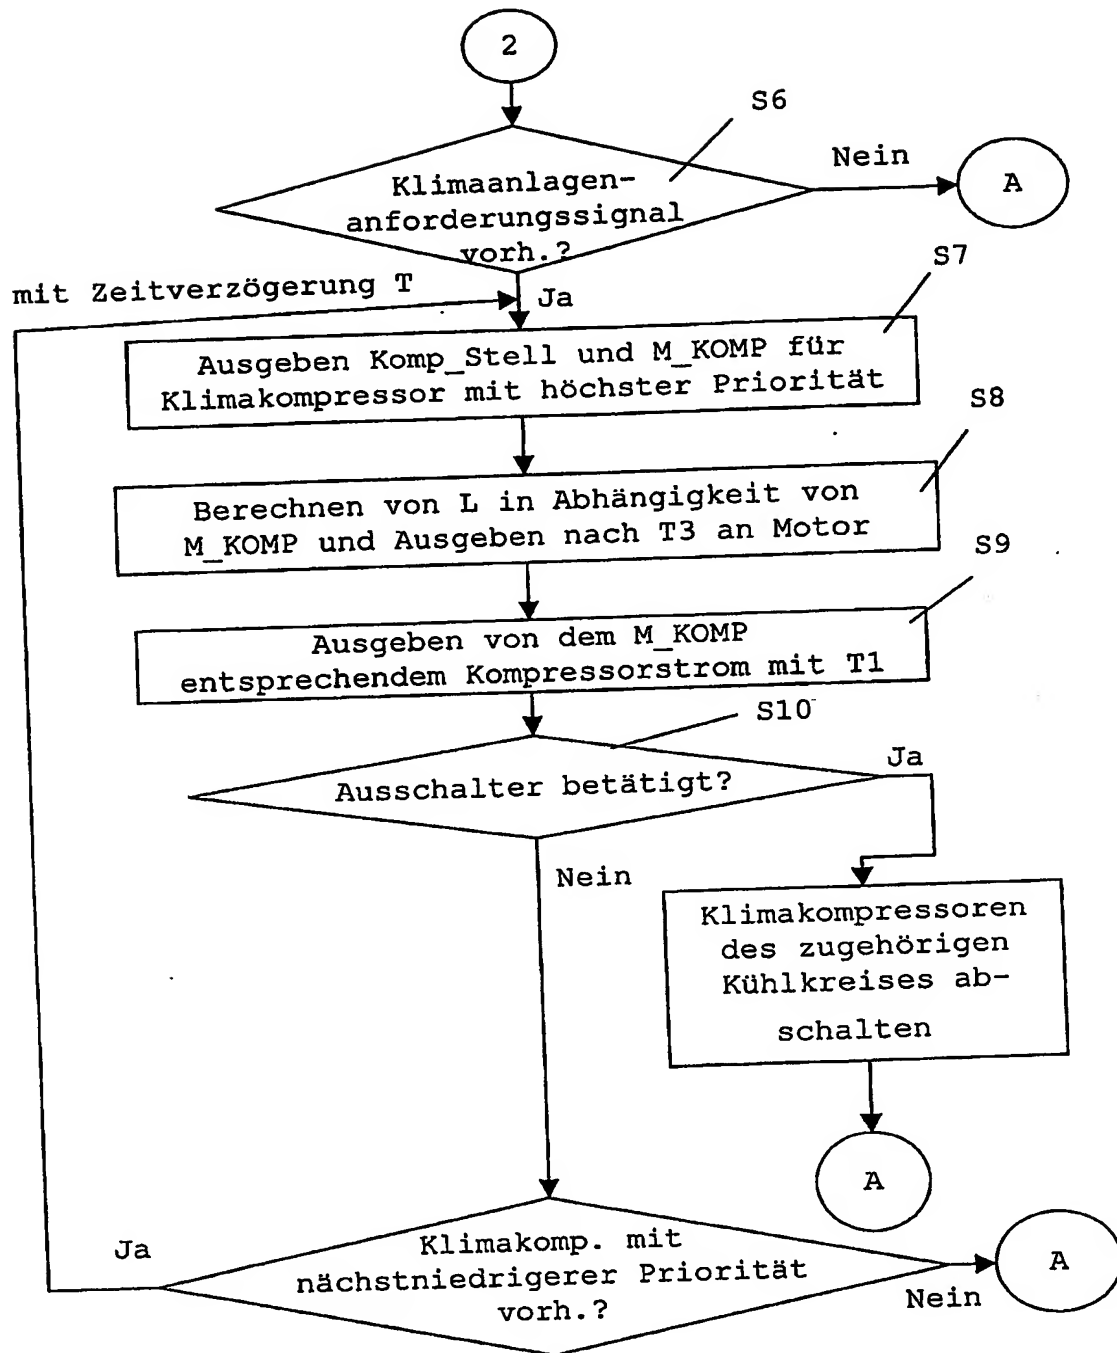 2
S6
Nein
A
Klimaanlagen-
anforderungssignal
vorh.?
S7
mit Zeitverzögerung T
Ja
Ausgeben Komp_Stell und M_KOMP für
Klimakompressor mit höchster Priorität
S8
Berechnen von L in Abhängigkeit von
M_KOMP und Ausgeben nach T3 an Motor
S9
Ausgeben von dem M_KOMP
entsprechendem Kompressorstrom mit T1
S10
Ja
Ausschalter betätigt?
Nein
Klimakompressoren
des zugehörigen
Kühlkreises ab-
schalten
A
Ja
Klimakomp. mit
nächstniedrigerer Priorität
vorh.?
Nein
A